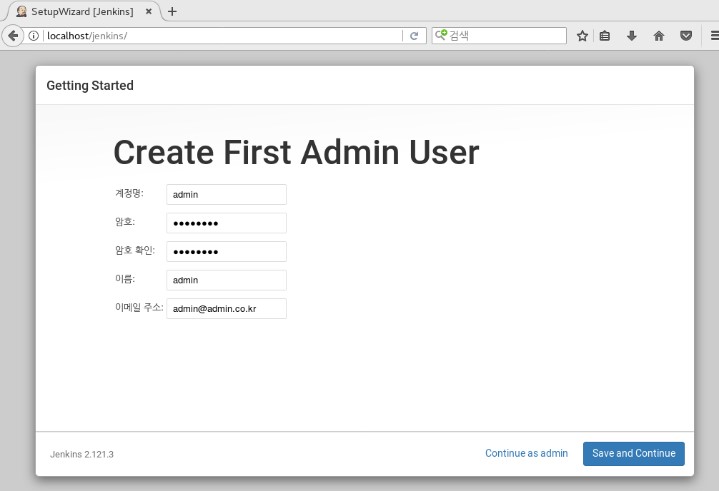 SetupWizard [Jenkins]
localhost/jenkins/
검색
Getting Started
Create First Admin User
계정명: admin
암호: ●●●●●●●●
암호 확인: ●●●●●●●●
이름: admin
이메일 주소: admin@admin.co.kr
Jenkins 2.121.3
Continue as admin
Save and Continue